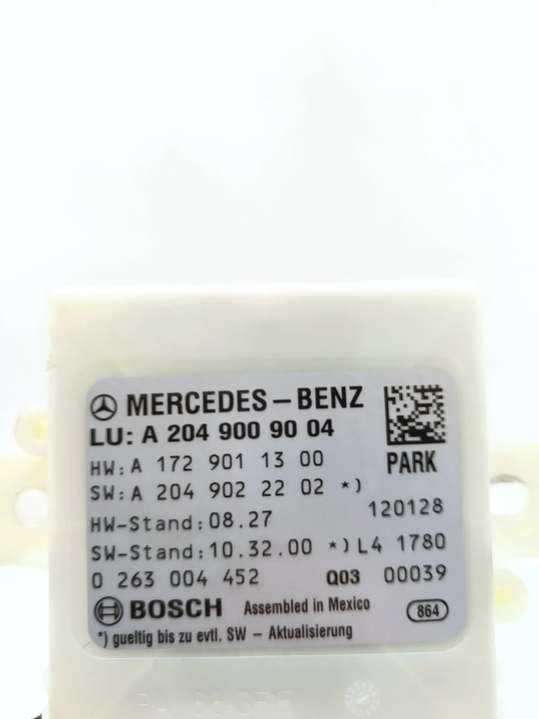 MERCEDES-BENZ
LU: A 204 900 90 04
HW: A 172 901 13 00
PARK
SW: A 204 902 22 02 *)
HW-Stand: 08.27
120128
SW-Stand: 10.32.00 *) L4 1780
0 263 004 452 Q03 00039
BOSCH Assembled in Mexico 864
*) gueltig bis zu evtl. SW - Aktualisierung